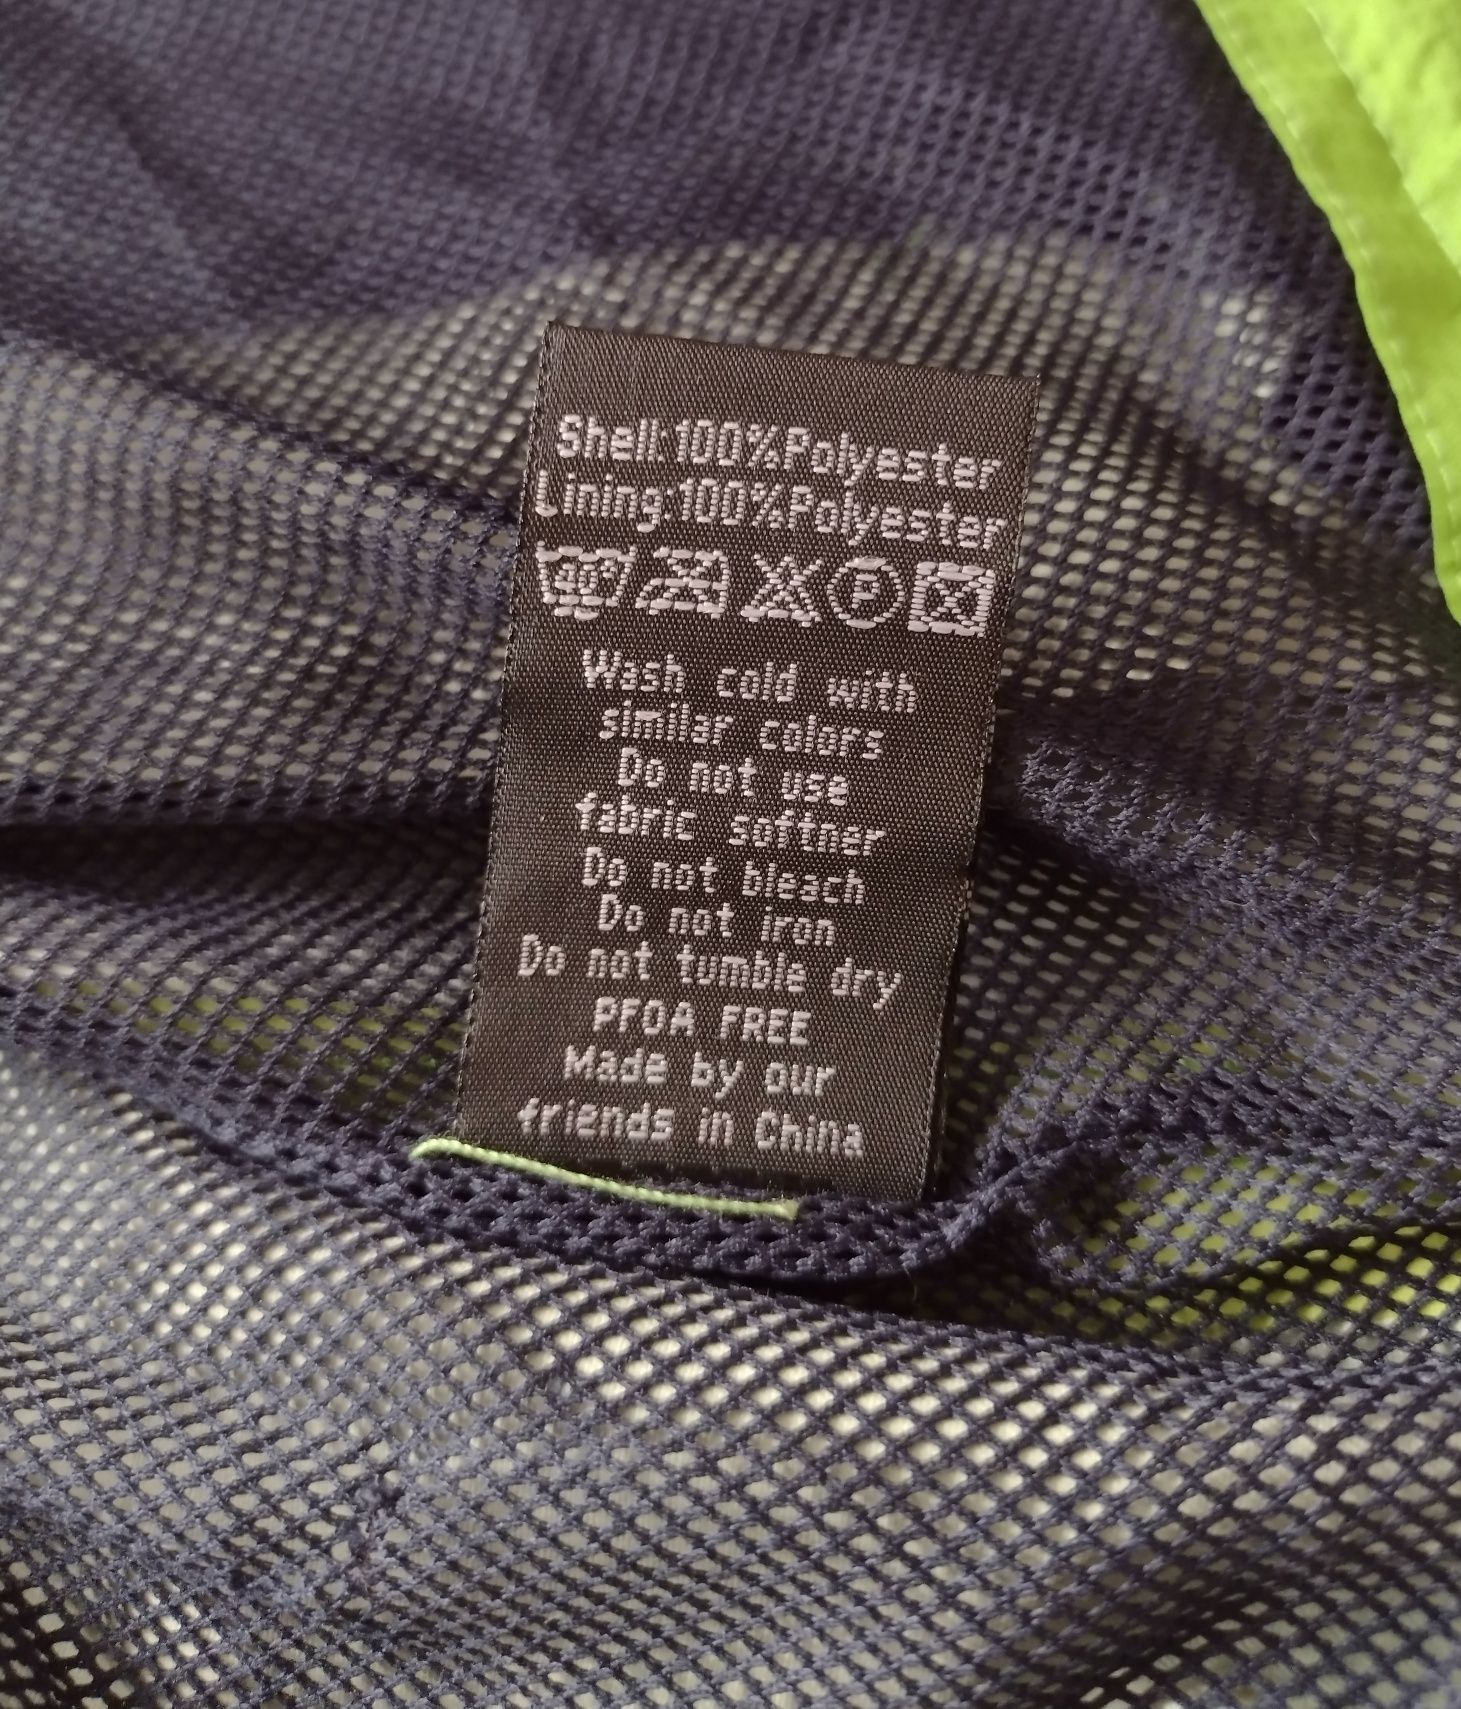 Shell:100%Polyester
Lining:100%Polyester
40° P
Wash cold with
similar colors
Do not use
fabric softner
Do not bleach
Do not iron
Do not tumble dry
PFOA FREE
Made by our
friends in China